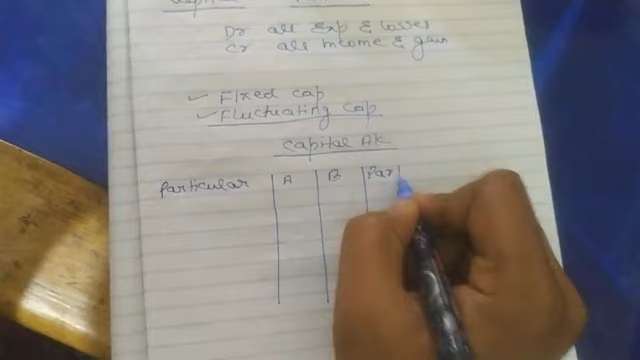 Dr all Exp & Losses
Cr all Income & gain
Fixed Cap
Fluctuating Cap
Capital A/c
Particular A B Par